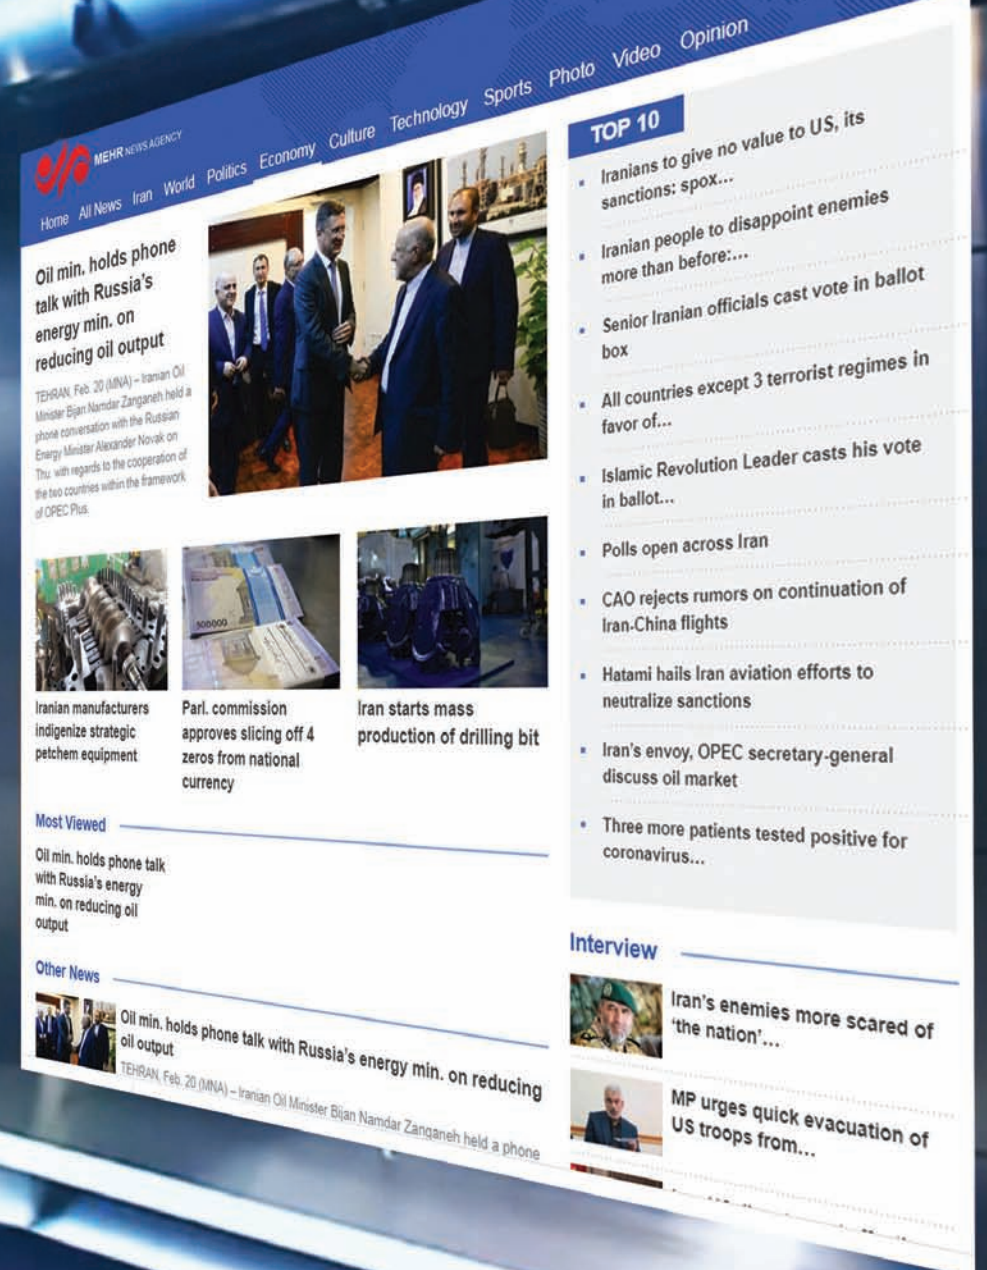 MEHR NEWS AGENCY
Home All News Iran World Politics Economy Culture Technology Sports Photo Video Opinion
Oil min. holds phone
talk with Russia's
energy min. on
reducing oil output
TEHRAN, Feb. 20 (MNA) – Iranian Oil
Minister Bijan Namdar Zanganeh held a
phone conversation with the Russian
Energy Minister Alexander Novak on
Thu. with regards to the cooperation of
the two countries within the framework
of OPEC Plus.
500000
Iranian manufacturers
indigenize strategic
petchem equipment
Parl. commission
approves slicing off 4
zeros from national
currency
Iran starts mass
production of drilling bit
Most Viewed
Oil min. holds phone talk
with Russia's energy
min. on reducing oil
output
Other News
Oil min. holds phone talk with Russia's energy min. on reducing
oil output
TEHRAN, Feb. 20 (MNA) – Iranian Oil Minister Bijan Namdar Zanganeh held a phone
TOP 10
Iranians to give no value to US, its
sanctions: spox...
Iranian people to disappoint enemies
more than before:...
Senior Iranian officials cast vote in ballot
box
All countries except 3 terrorist regimes in
favor of...
Islamic Revolution Leader casts his vote
in ballot...
Polls open across Iran
CAO rejects rumors on continuation of
Iran-China flights
Hatami hails Iran aviation efforts to
neutralize sanctions
Iran's envoy, OPEC secretary-general
discuss oil market
Three more patients tested positive for
coronavirus...
Interview
Iran's enemies more scared of
'the nation'...
MP urges quick evacuation of
US troops from...